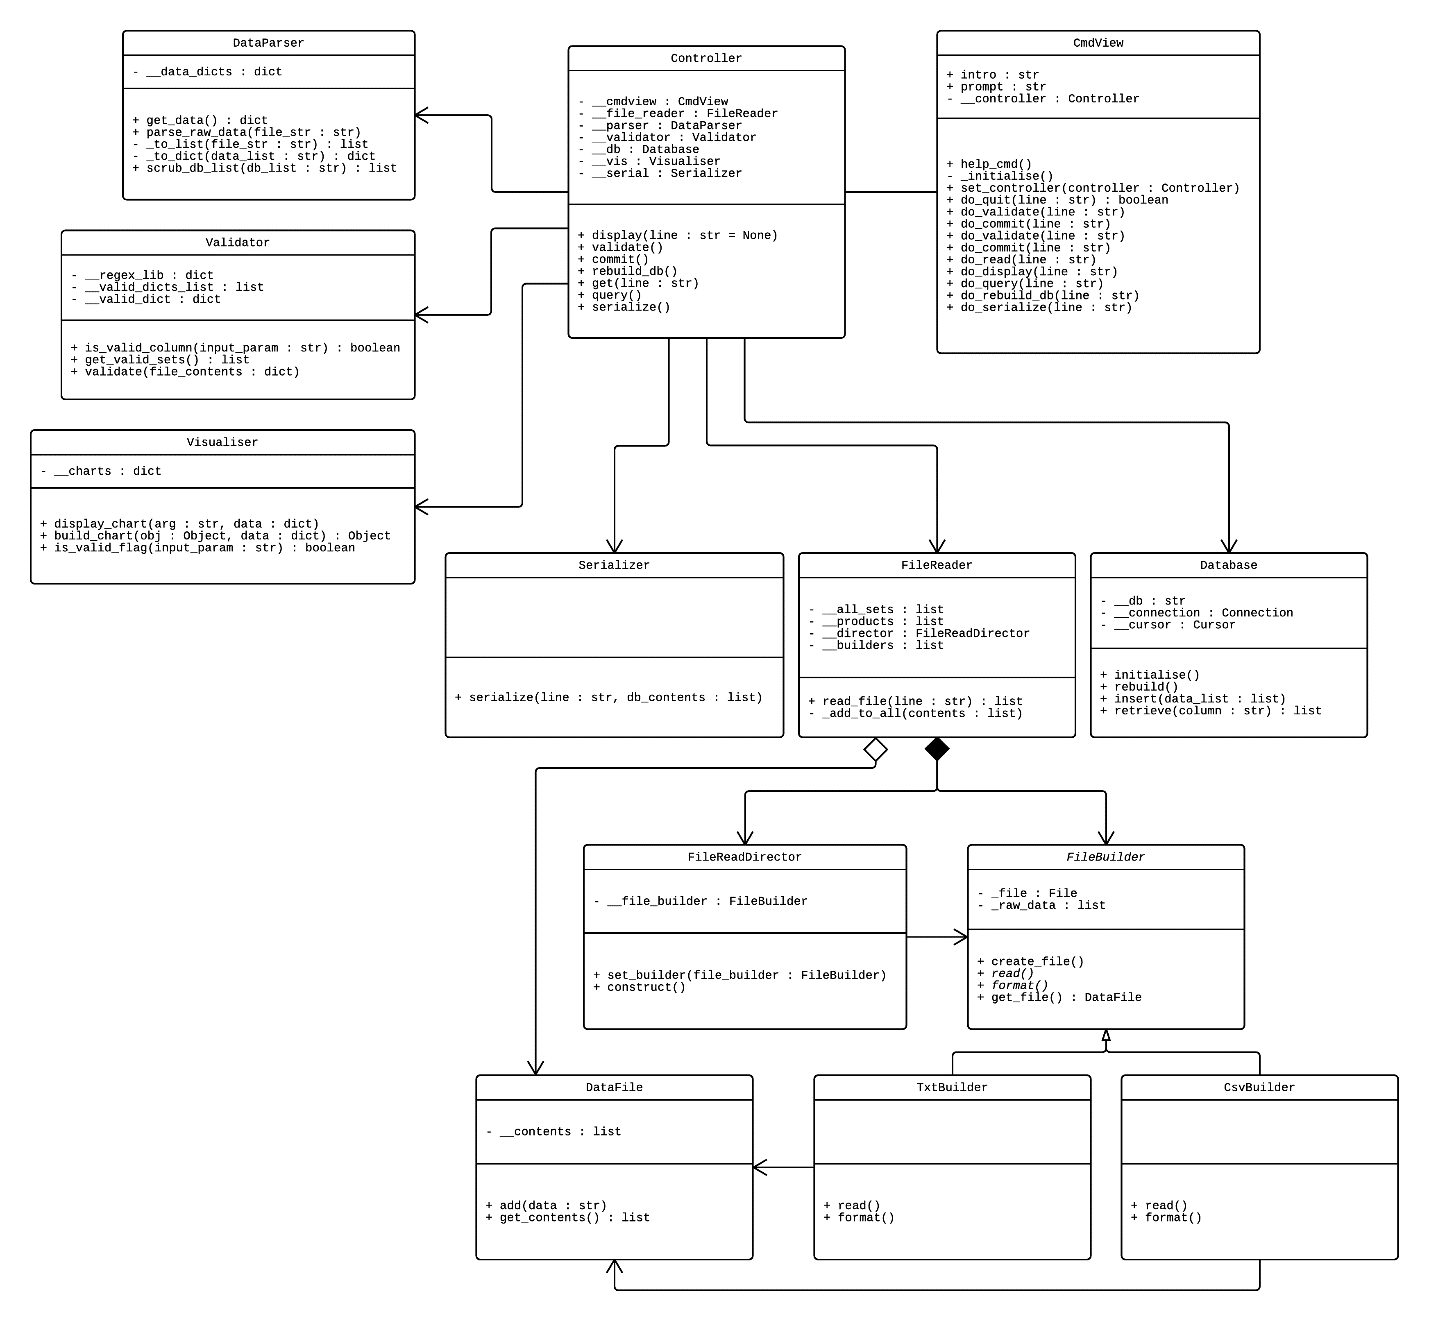 DataParser
- __data_dicts : dict
+ get_data() : dict
+ parse_raw_data(file_str : str)
- _to_list(file_str : str) : list
- _to_dict(data_list : str) : dict
+ scrub_db_list(db_list : str) : list
Controller
- __cmdview : CmdView
- __file_reader : FileReader
- __parser : DataParser
- __validator : Validator
- __db : Database
- __vis : Visualiser
- __serial : Serializer
+ display(line : str = None)
+ validate()
+ commit()
+ rebuild_db()
+ get(line : str)
+ query()
+ serialize()
CmdView
+ intro : str
+ prompt : str
- __controller : Controller
+ help_cmd()
- _initialise()
+ set_controller(controller : Controller)
+ do_quit(line : str) : boolean
+ do_validate(line : str)
+ do_commit(line : str)
+ do_validate(line : str)
+ do_commit(line : str)
+ do_read(line : str)
+ do_display(line : str)
+ do_query(line : str)
+ do_rebuild_db(line : str)
+ do_serialize(line : str)
Validator
- __regex_lib : dict
- __valid_dicts_list : list
- __valid_dict : dict
+ is_valid_column(input_param : str) : boolean
+ get_valid_sets() : list
+ validate(file_contents : dict)
Visualiser
- __charts : dict
+ display_chart(arg : str, data : dict)
+ build_chart(obj : Object, data : dict) : Object
+ is_valid_flag(input_param : str) : boolean
Serializer
+ serialize(line : str, db_contents : list)
FileReader
- __all_sets : list
- __products : list
- __director : FileReadDirector
- __builders : list
+ read_file(line : str) : list
- _add_to_all(contents : list)
Database
- __db : str
- __connection : Connection
- __cursor : Cursor
+ initialise()
+ rebuild()
+ insert(data_list : list)
+ retrieve(column : str) : list
FileReadDirector
- __file_builder : FileBuilder
+ set_builder(file_builder : FileBuilder)
+ construct()
FileBuilder
- _file : File
- _raw_data : list
+ create_file()
+ read()
+ format()
+ get_file() : DataFile
DataFile
- __contents : list
+ add(data : str)
+ get_contents() : list
TxtBuilder
+ read()
+ format()
CsvBuilder
+ read()
+ format()